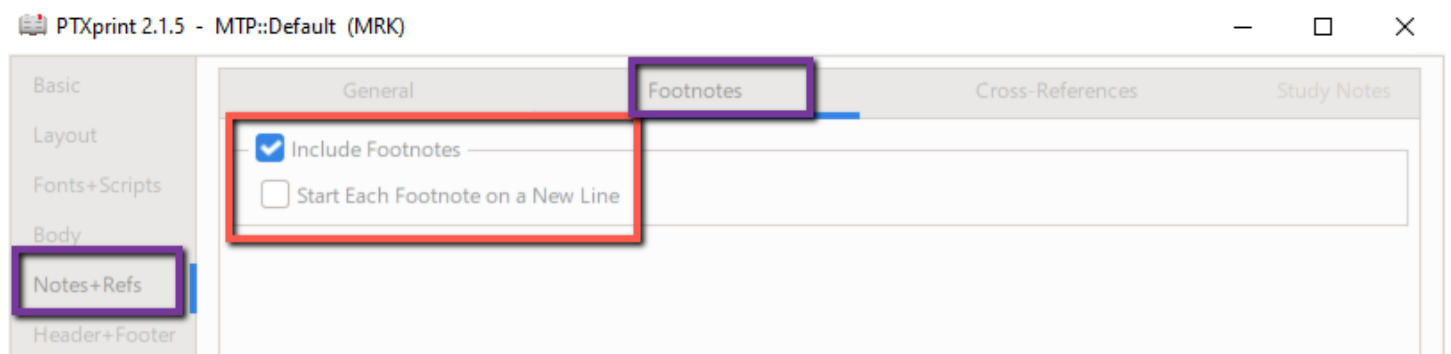 PTXprint 2.1.5 - MTP::Default (MRK)
Basic
Layout
Fonts+Scripts
Body
Notes+Refs
Header+Footer
General Footnotes Cross-References Study Notes
Include Footnotes
Start Each Footnote on a New Line